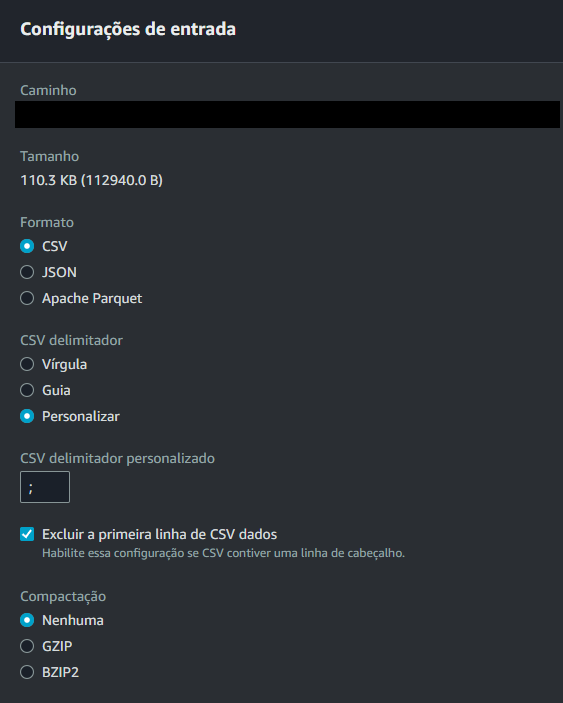 Configurações de entrada
Caminho
Tamanho
110.3 KB (112940.0 B)
Formato
CSV
JSON
Apache Parquet
CSV delimitador
Vírgula
Guia
Personalizar
CSV delimitador personalizado
;
Excluir a primeira linha de CSV dados
Habilite essa configuração se CSV contiver uma linha de cabeçalho.
Compactação
Nenhuma
GZIP
BZIP2